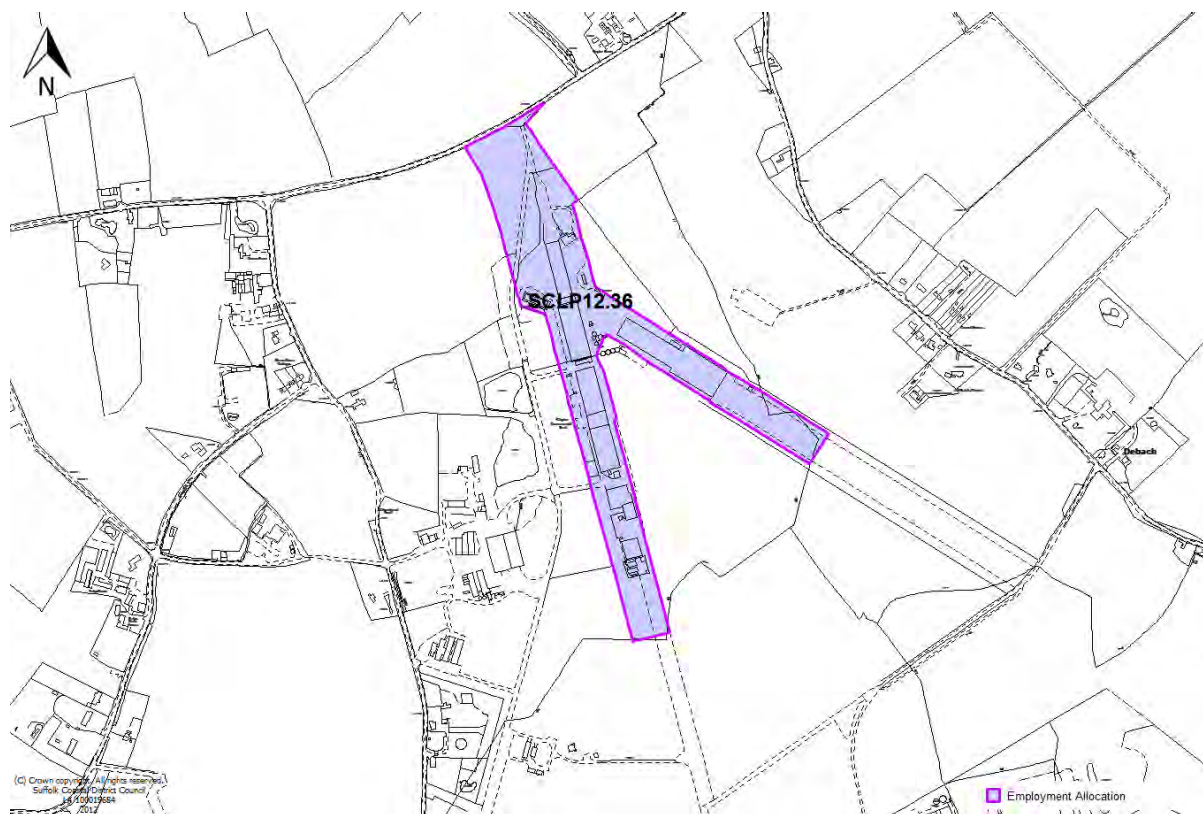 N
SCLP12.36
Debach
(C) Crown copyright. All rights reserved.
Suffolk Coastal District Council
LA 100019684
2012
Employment Allocation